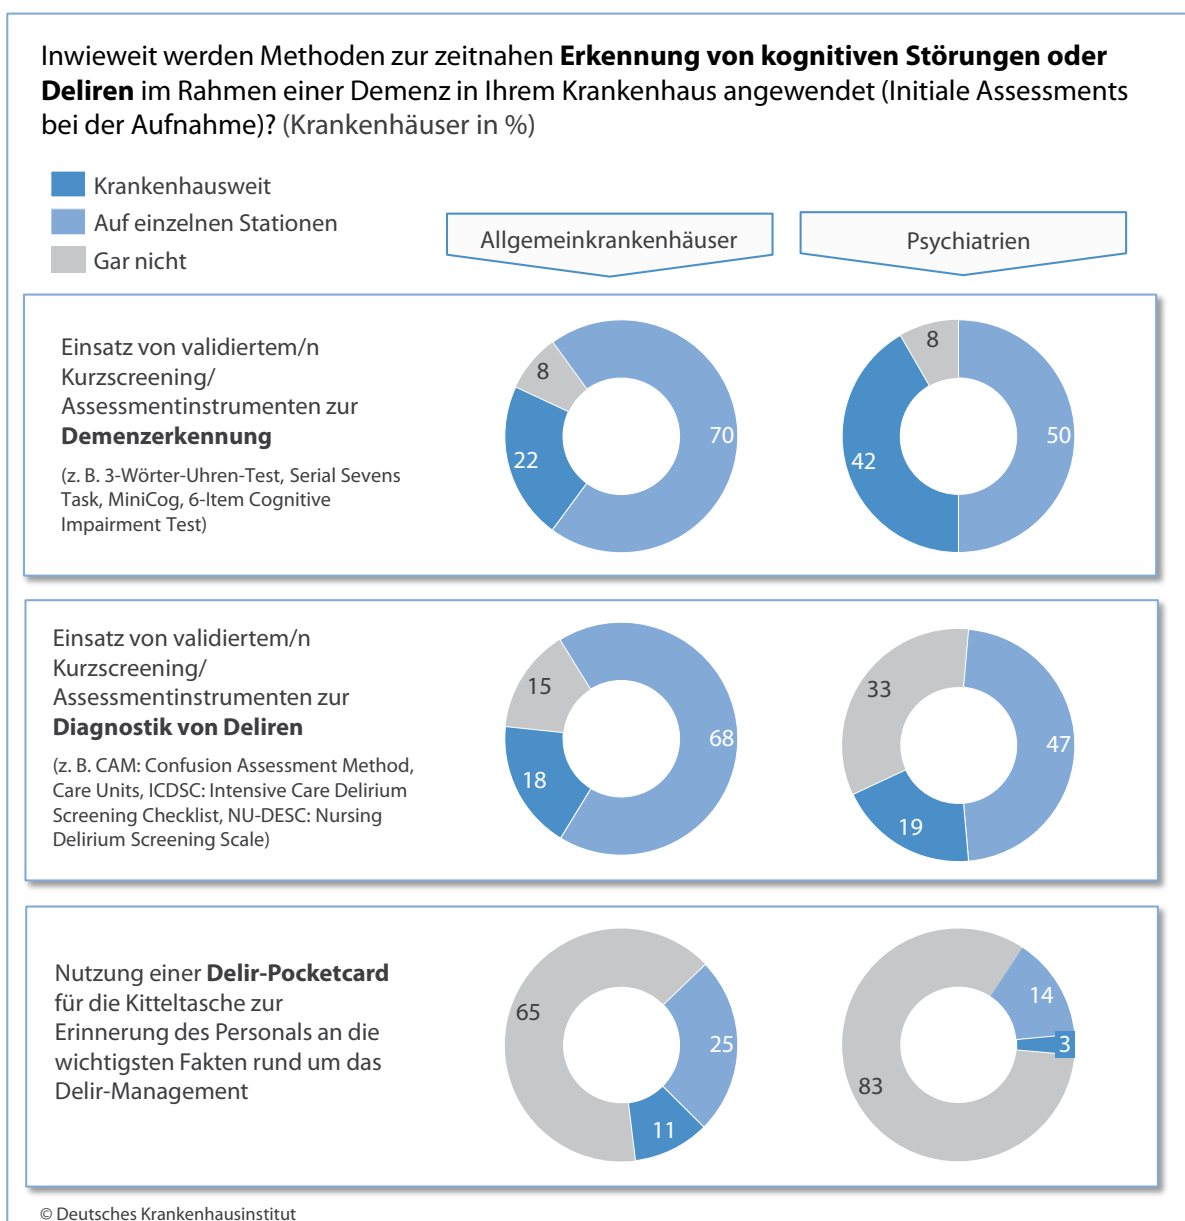 Inwieweit werden Methoden zur zeitnahen Erkennung von kognitiven Störungen oder
Deliren im Rahmen einer Demenz in Ihrem Krankenhaus angewendet (Initiale Assessments
bei der Aufnahme)? (Krankenhäuser in %)
Krankenhausweit
Auf einzelnen Stationen
Gar nicht
Allgemeinkrankenhäuser
Psychiatrien
Einsatz von validiertem/n
Kurzscreening/
Assessmentinstrumenten zur
Demenzerkennung
(z. B. 3-Wörter-Uhren-Test, Serial Sevens
Task, MiniCog, 6-Item Cognitive
Impairment Test)
8
22
70
8
42
50
Einsatz von validiertem/n
Kurzscreening/
Assessmentinstrumenten zur
Diagnostik von Deliren
(z. B. CAM: Confusion Assessment Method,
Care Units, ICDSC: Intensive Care Delirium
Screening Checklist, NU-DESC: Nursing
Delirium Screening Scale)
15
18
68
33
19
47
Nutzung einer Delir-Pocketcard
für die Kitteltasche zur
Erinnerung des Personals an die
wichtigsten Fakten rund um das
Delir-Management
65
25
11
14
3
83
© Deutsches Krankenhausinstitut